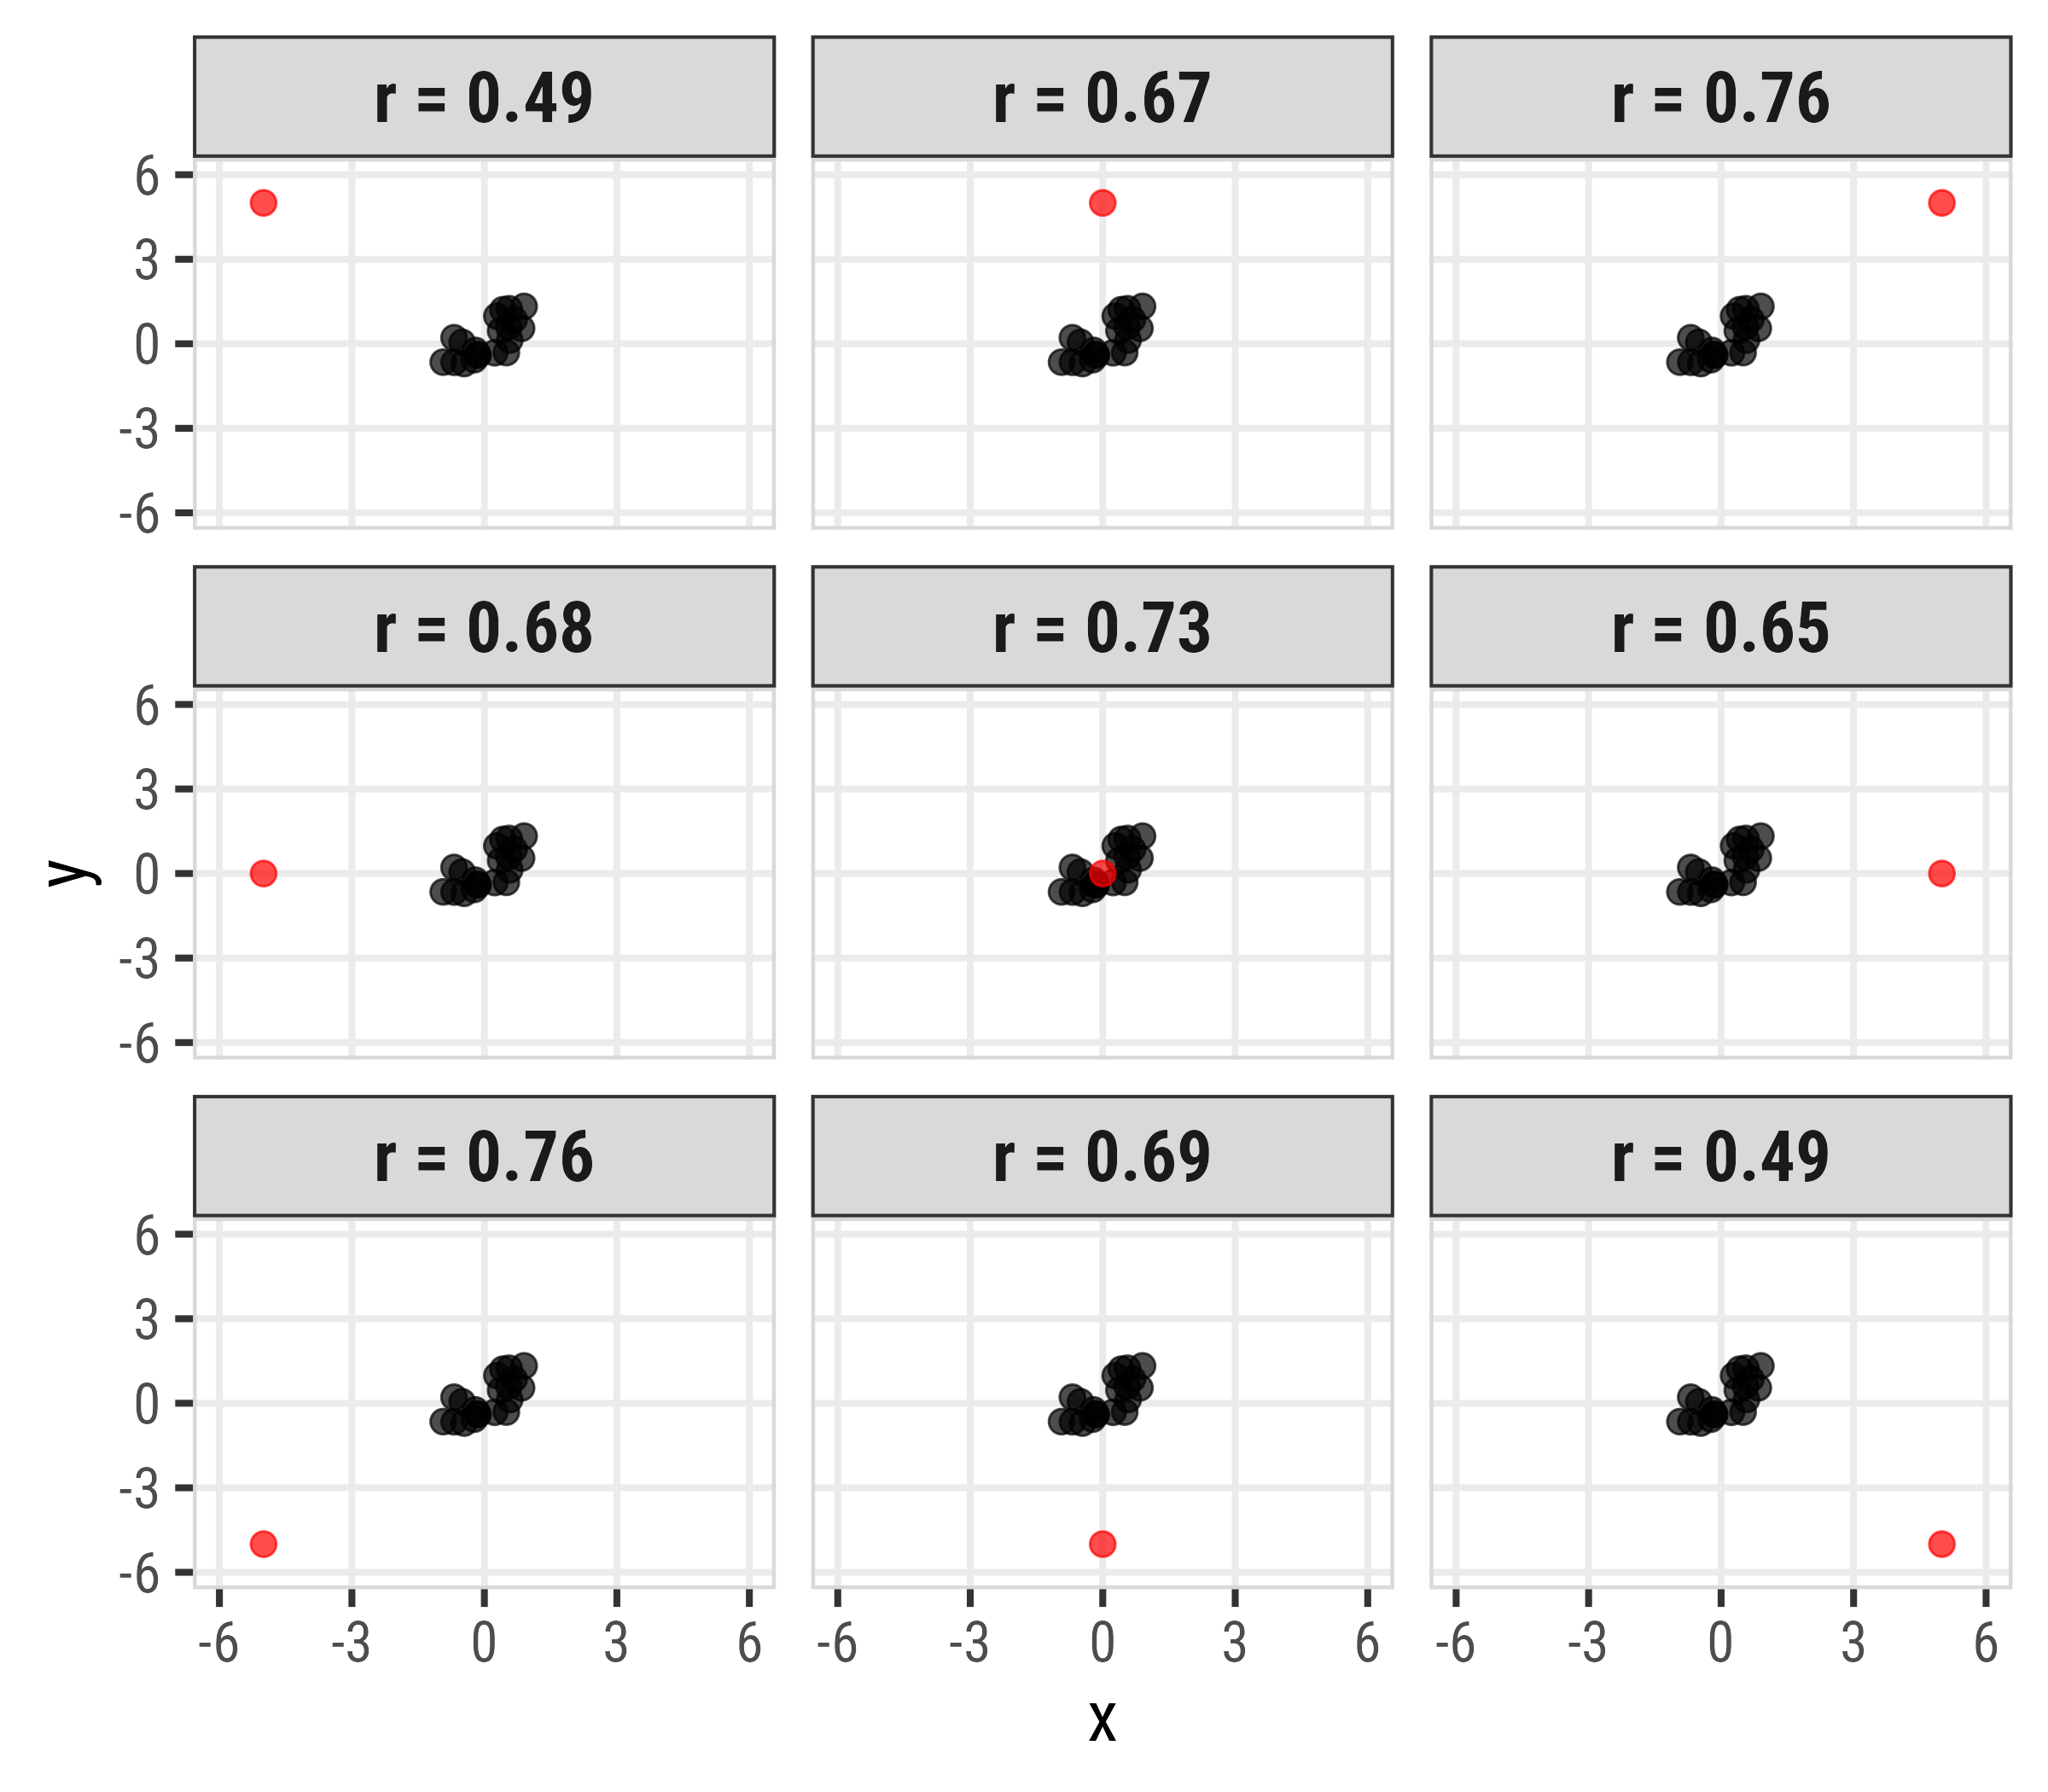 r = 0.49 r = 0.67 r = 0.76
6
3
0
-3
-6
r = 0.68 r = 0.73 r = 0.65
6
3
0
-3
-6
y
r = 0.76 r = 0.69 r = 0.49
6
3
0
-3
-6
-6 -3 0 3 6 -6 -3 0 3 6 -6 -3 0 3 6
x